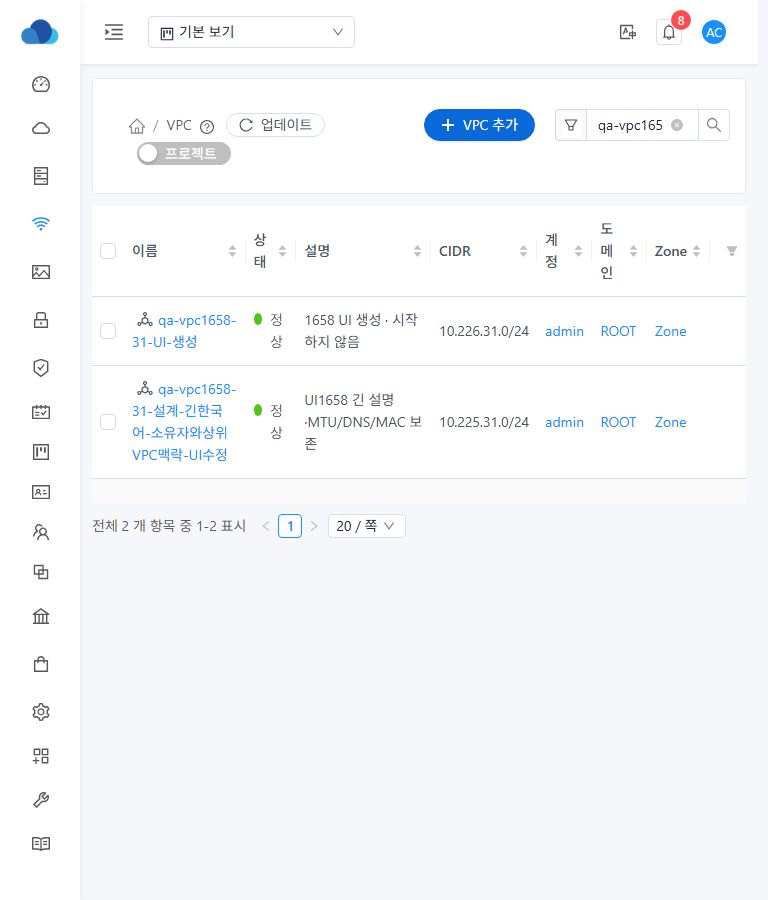 기본 보기
8
AC
/ VPC
업데이트
VPC 추가
qa-vpc165
프로젝트
이름
상태
설명
CIDR
계정
도메인
Zone
qa-vpc1658-
31-UI-생성
정상
1658 UI 생성 · 시작
하지 않음
10.226.31.0/24
admin
ROOT
Zone
qa-vpc1658-
31-설계-긴한국
어-소유자와상위
VPC맥락-UI수정
정상
UI1658 긴 설명
·MTU/DNS/MAC 보
존
10.225.31.0/24
admin
ROOT
Zone
전체 2 개 항목 중 1-2 표시
1
20 / 쪽